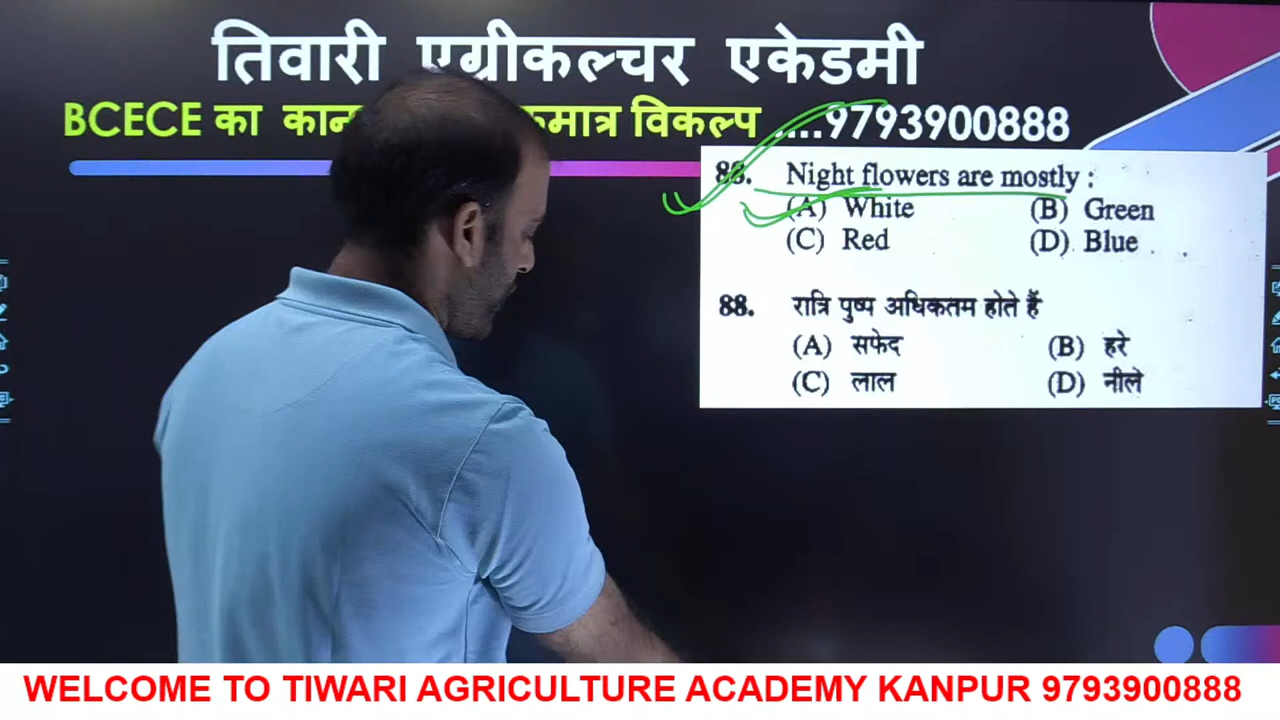 तिवारी एग्रीकल्चर एकेडमी
BCECE का विकल्प ....9793900888
88. Night flowers are mostly :
(A) White (B) Green
(C) Red (D) Blue
88. रात्रि पुष्प अधिकतम होते हैं
(A) सफेद (B) हरे
(C) लाल (D) नीले
WELCOME TO TIWARI AGRICULTURE ACADEMY KANPUR 9793900888